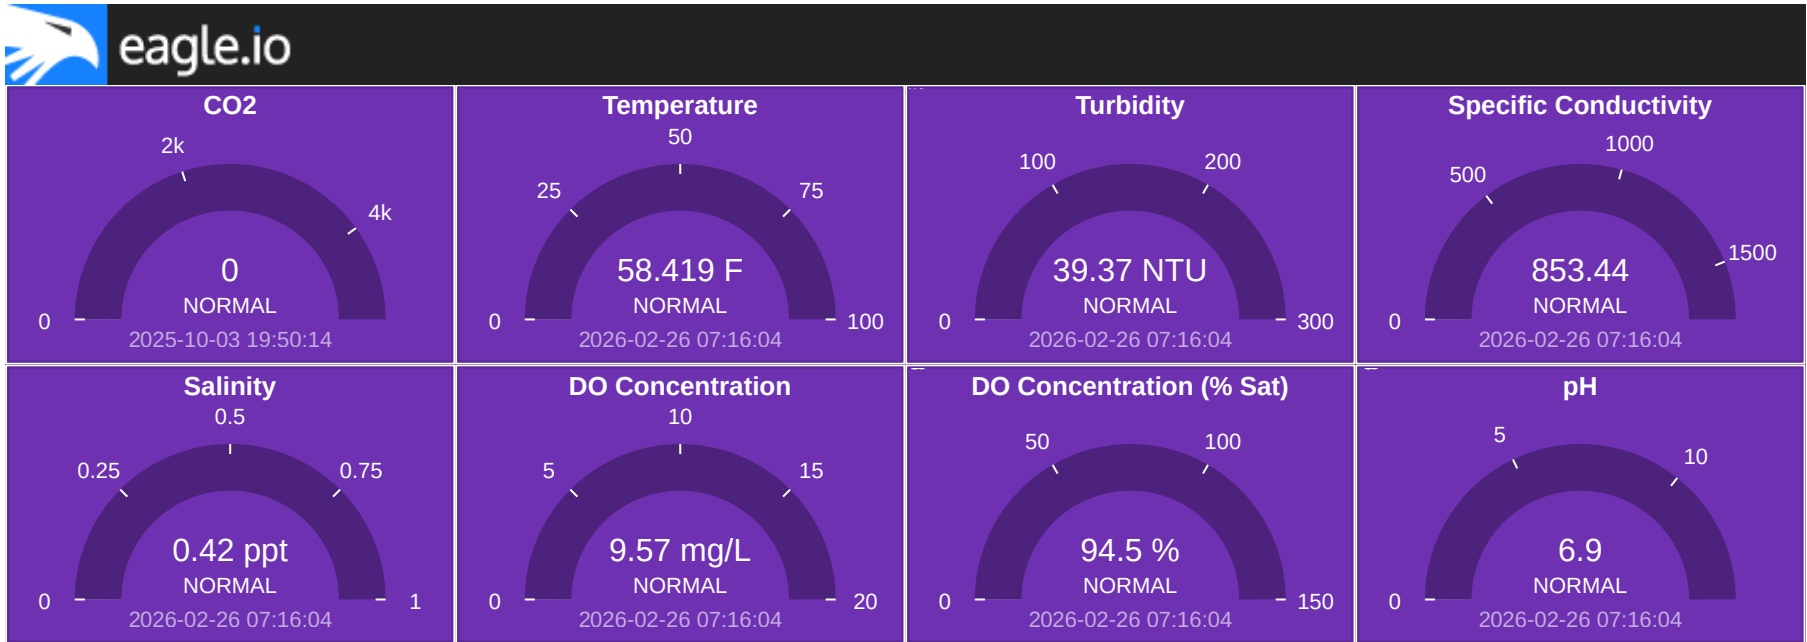 eagle.io
CO2
2k
4k
0
0
NORMAL
2025-10-03 19:50:14
Temperature
50
25
75
58.419 F
NORMAL
0
100
2026-02-26 07:16:04
Turbidity
100
200
39.37 NTU
NORMAL
0
300
2026-02-26 07:16:04
Specific Conductivity
1000
500
1500
853.44
NORMAL
0
2026-02-26 07:16:04
Salinity
0.5
0.25
0.75
0.42 ppt
NORMAL
0
1
2026-02-26 07:16:04
DO Concentration
10
5
15
9.57 mg/L
NORMAL
0
20
2026-02-26 07:16:04
DO Concentration (% Sat)
50
100
94.5 %
NORMAL
0
150
2026-02-26 07:16:04
pH
5
10
6.9
NORMAL
0
2026-02-26 07:16:04